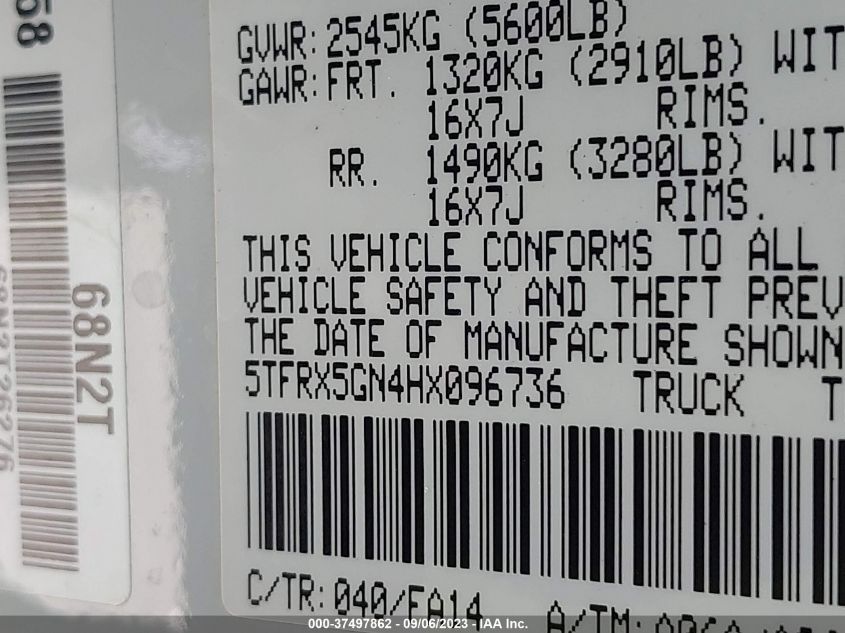 GVWR: 2545KG (5600LB)
GAWR: FRT. 1320KG (2910LB) WIT
16X7J RIMS.
RR. 1490KG (3280LB) WIT
16X7J RIMS.
THIS VEHICLE CONFORMS TO ALL
VEHICLE SAFETY AND THEFT PREV
THE DATE OF MANUFACTURE SHOWN
5TFRX5GN4HX096736 TRUCK T
C/TR: 040/FA14
A/TM:
68N2T
68N2T26276
000-37497862 - 09/06/2023 - IAA Inc.